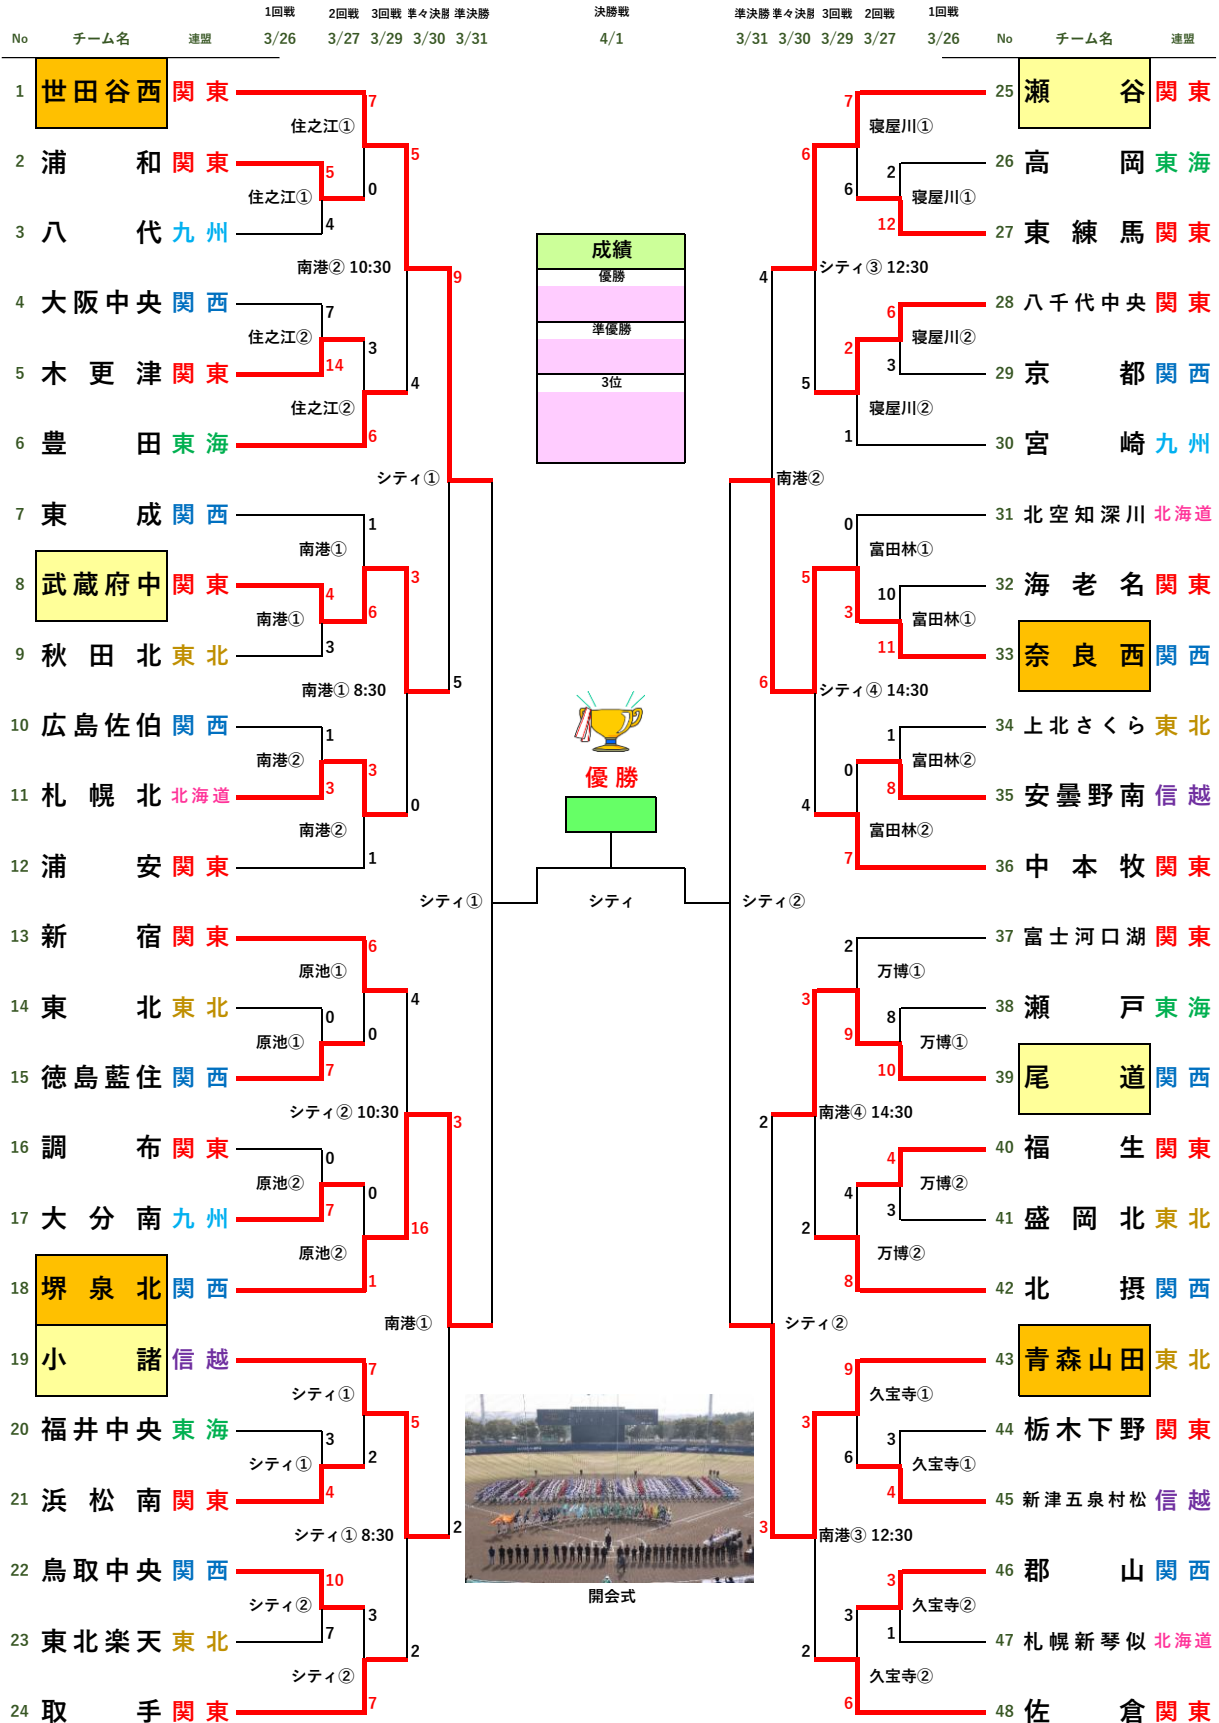 1回戦 2回戦 3回戦 準々決勝 準決勝 決勝戦 準決勝 準々決勝 3回戦 2回戦 1回戦
No チーム名 連盟 3/26 3/27 3/29 3/30 3/31 4/1 3/31 3/30 3/29 3/27 3/26 No チーム名 連盟
1 世田谷西 関東 7
住之江①
5
2 浦和 関東 5
住之江① 0
3 八代 九州 4
南港② 10:30
9
4 大阪中央 関西 7
住之江② 3
5 木更津 関東 14
4
住之江②
6 豊田 東海 6
シティ①
7 東成 関西 1
南港①
3
8 武蔵府中 関東 4
南港① 6
9 秋田北 東北 3
南港① 8:30
5
10 広島佐伯 関西 1
南港② 3
11 札幌北 北海道 3
0
南港②
12 浦安 関東 1
シティ①
13 新宿 関東 6
原池①
4
14 東北 東北 0
原池① 0
15 徳島藍住 関西 7
シティ② 10:30
3
16 調布 関東 0
原池② 0
17 大分南 九州 7
16
原池②
18 堺泉北 関西 1
南港①
19 小諸 信越 7
シティ①
5
20 福井中央 東海 3
シティ① 2
21 浜松南 関東 4
シティ① 8:30
2
22 鳥取中央 関西 10
シティ② 3
23 東北楽天 東北 7
2
シティ②
24 取手 関東 7
成績
優勝
準優勝
3位
優勝
シティ
開会式
7 25 瀬谷 関東
寝屋川①
6
2 26 高岡 東海
6 寝屋川①
12 27 東練馬 関東
シティ③ 12:30
4
6 28 八千代中央 関東
2 寝屋川②
3 29 京都 関西
5
寝屋川②
1 30 宮崎 九州
南港②
0 31 北空知深川 北海道
富田林①
5
10 32 海老名 関東
3 富田林①
11 33 奈良西 関西
シティ④ 14:30
6
1 34 上北さくら 東北
0 富田林②
8 35 安曇野南 信越
4
富田林②
7 36 中本牧 関東
シティ②
2 37 富士河口湖 関東
万博①
3
8 38 瀬戸 東海
9 万博①
10 39 尾道 関西
南港④ 14:30
2
4 40 福生 関東
4 万博②
3 41 盛岡北 東北
2
万博②
8 42 北摂 関西
シティ②
9 43 青森山田 東北
久宝寺①
3
3 44 栃木下野 関東
6 久宝寺①
4 45 新津五泉村松 信越
南港③ 12:30
3
3 46 郡山 関西
3 久宝寺②
1 47 札幌新琴似 北海道
2
久宝寺②
6 48 佐倉 関東